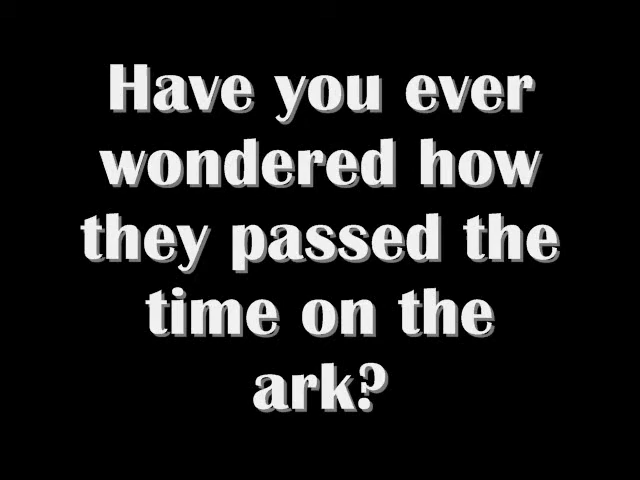 Have you ever
wondered how
they passed the
time on the
ark?